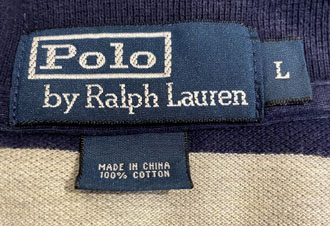 Polo
by Ralph Lauren
L
MADE IN CHINA
100% COTTON